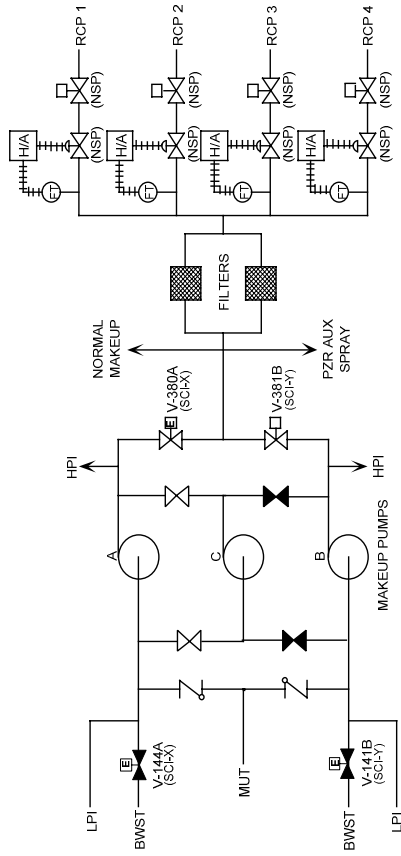 RCP 1
RCP 2
RCP 3
RCP 4
(NSP)
(NSP)
(NSP)
(NSP)
H/A
H/A
H/A
H/A
(NSP)
(NSP)
(NSP)
(NSP)
FT
FT
FT
FT
FILTERS
NORMAL
MAKEUP
PZR AUX
SPRAY
E
V-380A
(SCI-X)
V-381B
(SCI-Y)
HPI
HPI
A
C
B
MAKEUP PUMPS
LPI
E
V-144A
(SCI-X)
BWST
MUT
E
V-141B
(SCI-Y)
BWST
LPI